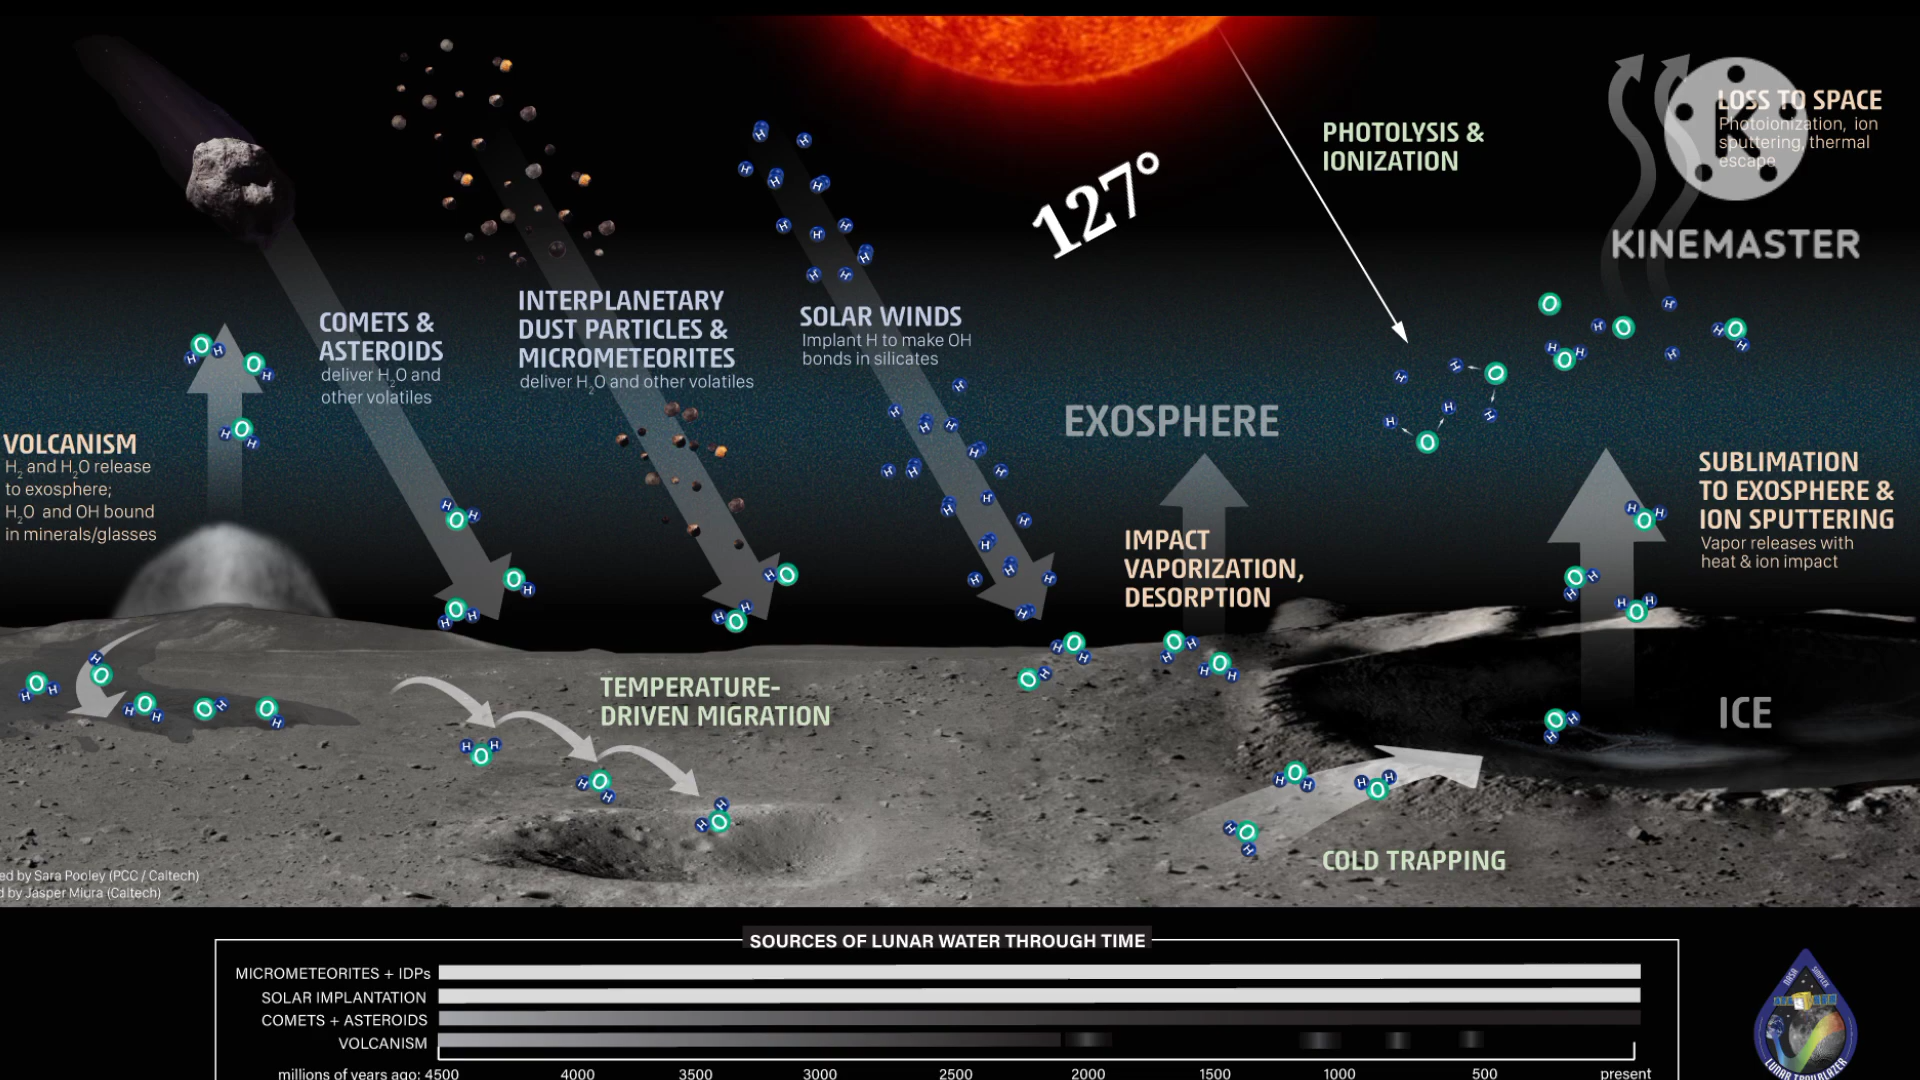 LOSS TO SPACE
Photoionization, ion
sputtering, thermal
escape
KINEMASTER
PHOTOLYSIS &
IONIZATION
127°
COMETS &
ASTEROIDS
deliver H₂O and
other volatiles
INTERPLANETARY
DUST PARTICLES &
MICROMETEORITES
deliver H₂O and other volatiles
SOLAR WINDS
Implant H to make OH
bonds in silicates
EXOSPHERE
VOLCANISM
H₂ and H₂O release
to exosphere;
H₂O and OH bound
in minerals/glasses
IMPACT
VAPORIZATION,
DESORPTION
SUBLIMATION
TO EXOSPHERE &
ION SPUTTERING
Vapor releases with
heat & ion impact
TEMPERATURE-
DRIVEN MIGRATION
ICE
COLD TRAPPING
ed by Sara Pooley (PCC / Caltech)
d by Jasper Miura (Caltech)
SOURCES OF LUNAR WATER THROUGH TIME
MICROMETEORITES + IDPs
SOLAR IMPLANTATION
COMETS + ASTEROIDS
VOLCANISM
millions of years ago: 4500 4000 3500 3000 2500 2000 1500 1000 500 present
NASA
LUNAR TRAILBLAZER